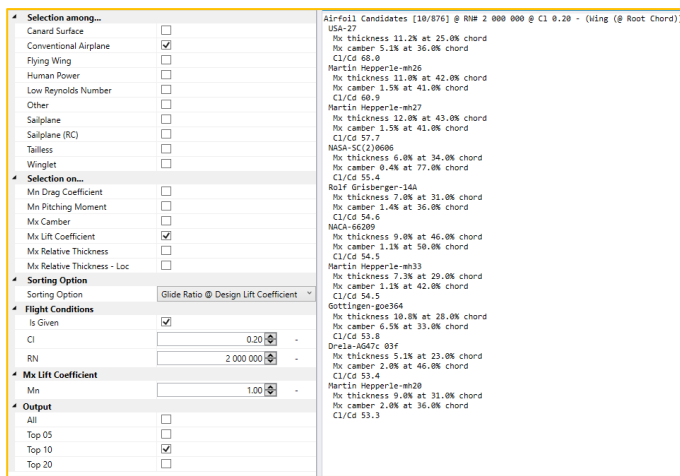 Selection among...
Canard Surface
Conventional Airplane
Flying Wing
Human Power
Low Reynolds Number
Other
Sailplane
Sailplane (RC)
Tailless
Winglet
Selection on...
Mn Drag Coefficient
Mn Pitching Moment
Mx Camber
Mx Lift Coefficient
Mx Relative Thickness
Mx Relative Thickness - Loc
Sorting Option
Sorting Option Glide Ratio @ Design Lift Coefficient
Flight Conditions
Is Given
Cl 0.20 -
RN 2 000 000 -
Mx Lift Coefficient
Mn 1.00 -
Output
All
Top 05
Top 10
Top 20
Airfoil Candidates [10/876] @ RN# 2 000 000 @ Cl 0.20 - (Wing (@ Root Chord))
USA-27
Mx thickness 11.2% at 25.0% chord
Mx camber 5.1% at 36.0% chord
Cl/Cd 68.0
Martin Hepperle-mh26
Mx thickness 11.0% at 42.0% chord
Mx camber 1.5% at 41.0% chord
Cl/Cd 60.9
Martin Hepperle-mh27
Mx thickness 12.0% at 43.0% chord
Mx camber 1.5% at 41.0% chord
Cl/Cd 57.7
NASA-SC(2)0606
Mx thickness 6.0% at 34.0% chord
Mx camber 0.4% at 77.0% chord
Cl/Cd 55.4
Rolf Grisberger-14A
Mx thickness 7.0% at 31.0% chord
Mx camber 1.4% at 36.0% chord
Cl/Cd 54.6
NACA-66209
Mx thickness 9.0% at 46.0% chord
Mx camber 1.1% at 50.0% chord
Cl/Cd 54.5
Martin Hepperle-mh33
Mx thickness 7.3% at 29.0% chord
Mx camber 1.1% at 42.0% chord
Cl/Cd 54.5
Gottingen-goe364
Mx thickness 10.8% at 28.0% chord
Mx camber 6.5% at 33.0% chord
Cl/Cd 53.8
Drela-AG47c 03f
Mx thickness 5.1% at 23.0% chord
Mx camber 2.0% at 46.0% chord
Cl/Cd 53.4
Martin Hepperle-mh20
Mx thickness 9.0% at 31.0% chord
Mx camber 2.0% at 36.0% chord
Cl/Cd 53.3